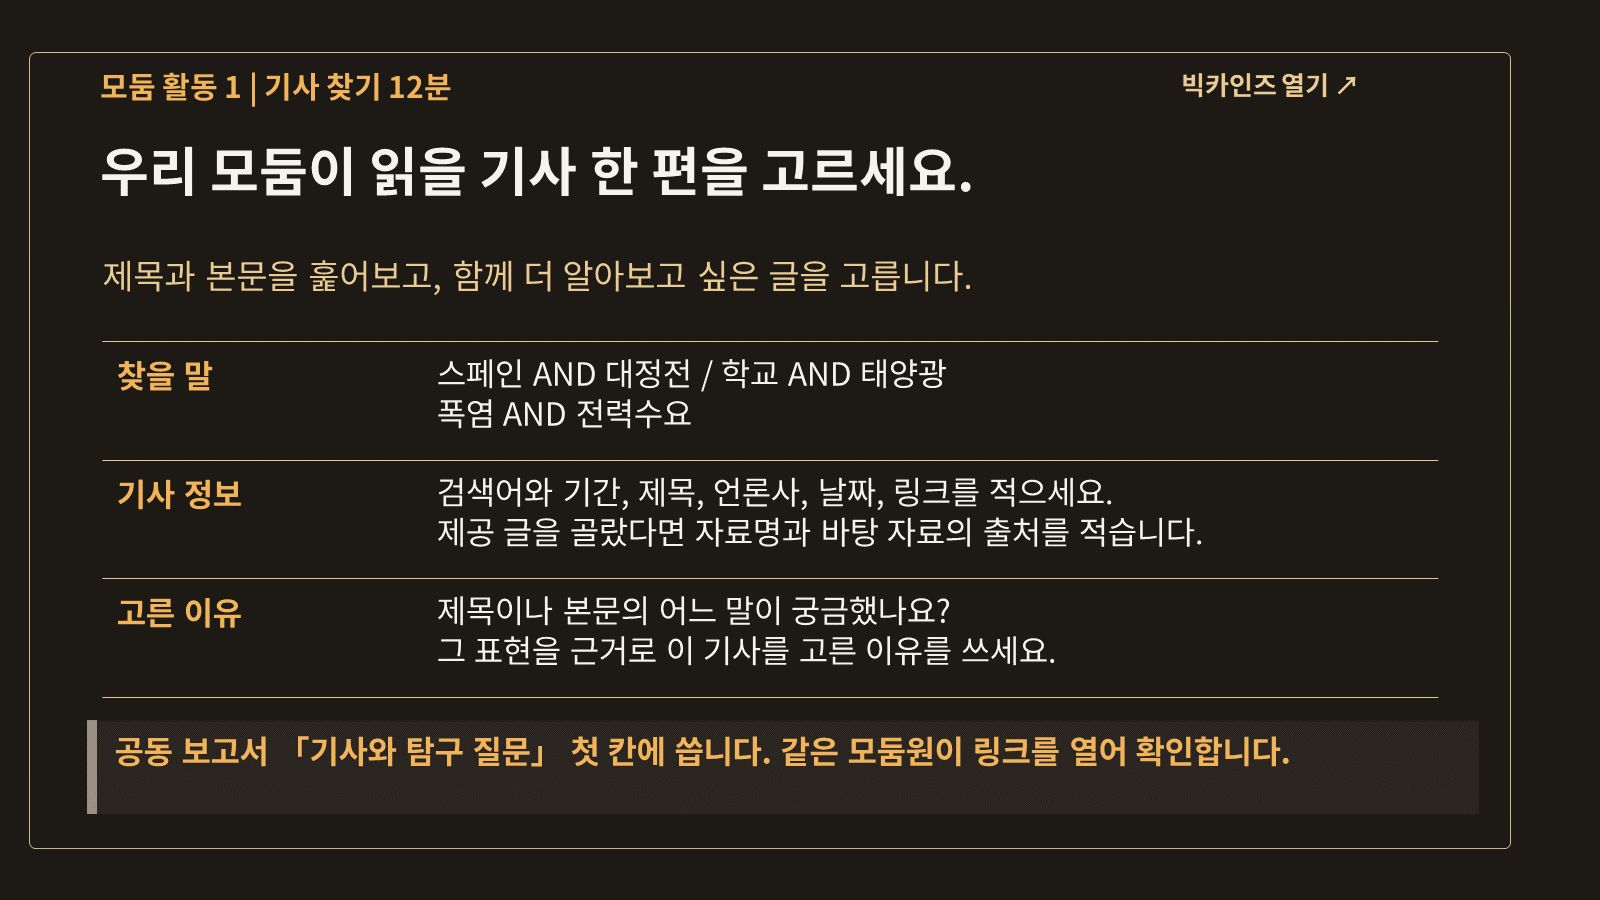 모둠 활동 1 | 기사 찾기 12분
빅카인즈 열기 ↗
우리 모둠이 읽을 기사 한 편을 고르세요.
제목과 본문을 훑어보고, 함께 더 알아보고 싶은 글을 고릅니다.
찾을 말
스페인 AND 대정전 / 학교 AND 태양광
폭염 AND 전력수요
기사 정보
검색어와 기간, 제목, 언론사, 날짜, 링크를 적으세요.
제공 글을 골랐다면 자료명과 바탕 자료의 출처를 적습니다.
고른 이유
제목이나 본문의 어느 말이 궁금했나요?
그 표현을 근거로 이 기사를 고른 이유를 쓰세요.
공동 보고서 「기사와 탐구 질문」 첫 칸에 씁니다. 같은 모둠원이 링크를 열어 확인합니다.